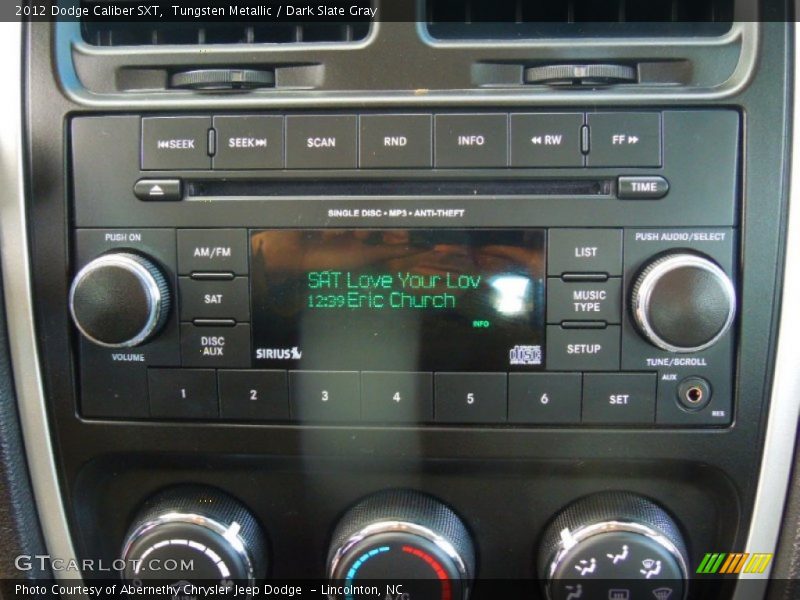 2012 Dodge Caliber SXT,  Tungsten Metallic / Dark Slate Gray
SEEK
SEEK
SCAN
RND
INFO
RW
FF
TIME
SINGLE DISC • MP3 • ANTI-THEFT
PUSH ON
AM/FM
SAT Love Your Lov
LIST
PUSH AUDIO/SELECT
SAT
12:39 Eric Church
MUSIC
TYPE
INFO
VOLUME
DISC
AUX
SIRIUS
disc
SETUP
TUNE/SCROLL
1
2
3
4
5
6
SET
AUX
GTCARLOT.COM
Photo Courtesy of Abernethy Chrysler Jeep Dodge  – Lincolnton, NC